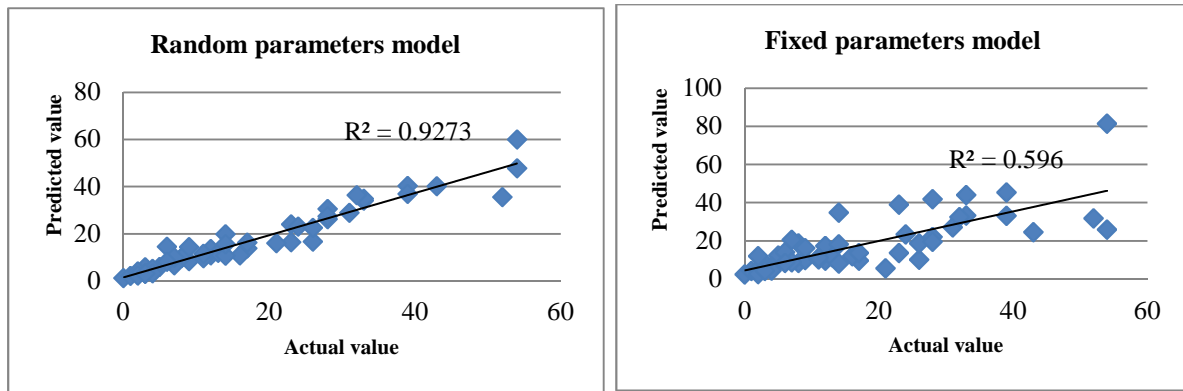 Random parameters model
Predicted value
80
60
40
20
0
R² = 0.9273
0 20 40 60
Actual value
Fixed parameters model
Predicted value
100
80
60
40
20
0
R² = 0.596
0 20 40 60
Actual value